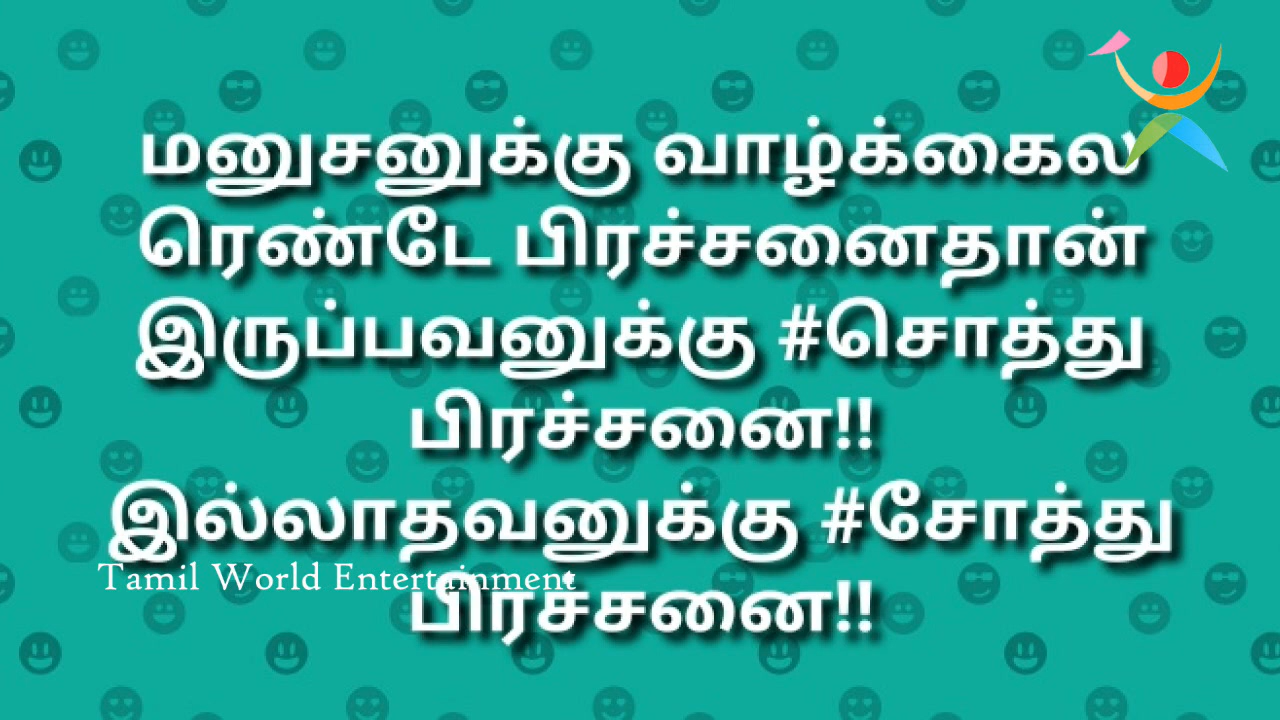 மனுசனுக்கு வாழ்க்கைல
ரெண்டே பிரச்சனைதான்
இருப்பவனுக்கு #சொத்து
பிரச்சனை!!
இல்லாதவனுக்கு #சோத்து
Tamil World Entertainment
பிரச்சனை!!